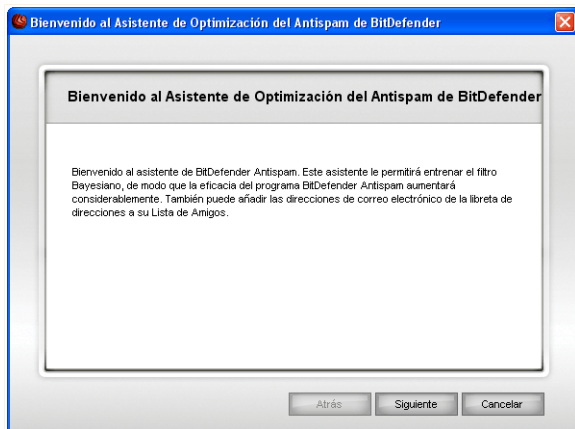 Bienvenido al Asistente de Optimización del Antispam de BitDefender
Bienvenido al Asistente de Optimización del Antispam de BitDefender
Bienvenido al asistente de BitDefender Antispam. Este asistente le permitirá entrenar el filtro
Bayesiano, de modo que la eficacia del programa BitDefender Antispam aumentará
considerablemente. También puede añadir las direcciones de correo electrónico de la libreta de
direcciones a su Lista de Amigos.
Atrás Siguiente Cancelar